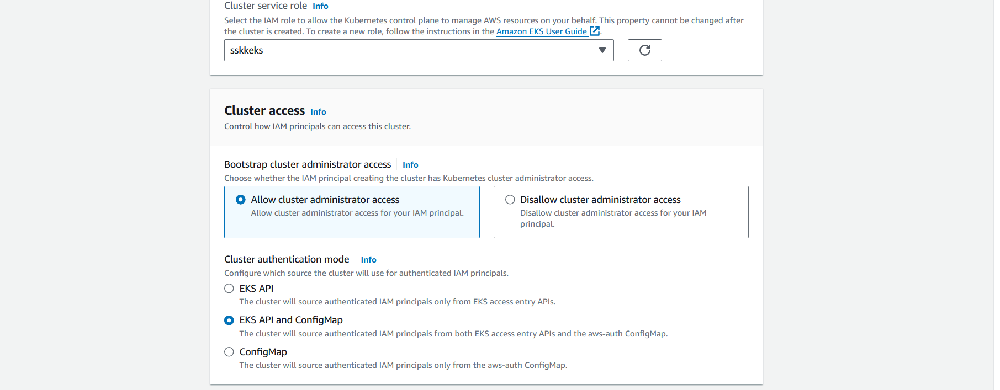 Cluster service role Info
Select the IAM role to allow the Kubernetes control plane to manage AWS resources on your behalf. This property cannot be changed after
the cluster is created. To create a new role, follow the instructions in the Amazon EKS User Guide.
sskkeks
Cluster access Info
Control how IAM principals can access this cluster.
Bootstrap cluster administrator access Info
Choose whether the IAM principal creating the cluster has Kubernetes cluster administrator access.
Allow cluster administrator access
Allow cluster administrator access for your IAM principal.
Disallow cluster administrator access
Disallow cluster administrator access for your IAM
principal.
Cluster authentication mode Info
Configure which source the cluster will use for authenticated IAM principals.
EKS API
The cluster will source authenticated IAM principals only from EKS access entry APIs.
EKS API and ConfigMap
The cluster will source authenticated IAM principals from both EKS access entry APIs and the aws-auth ConfigMap.
ConfigMap
The cluster will source authenticated IAM principals only from the aws-auth ConfigMap.